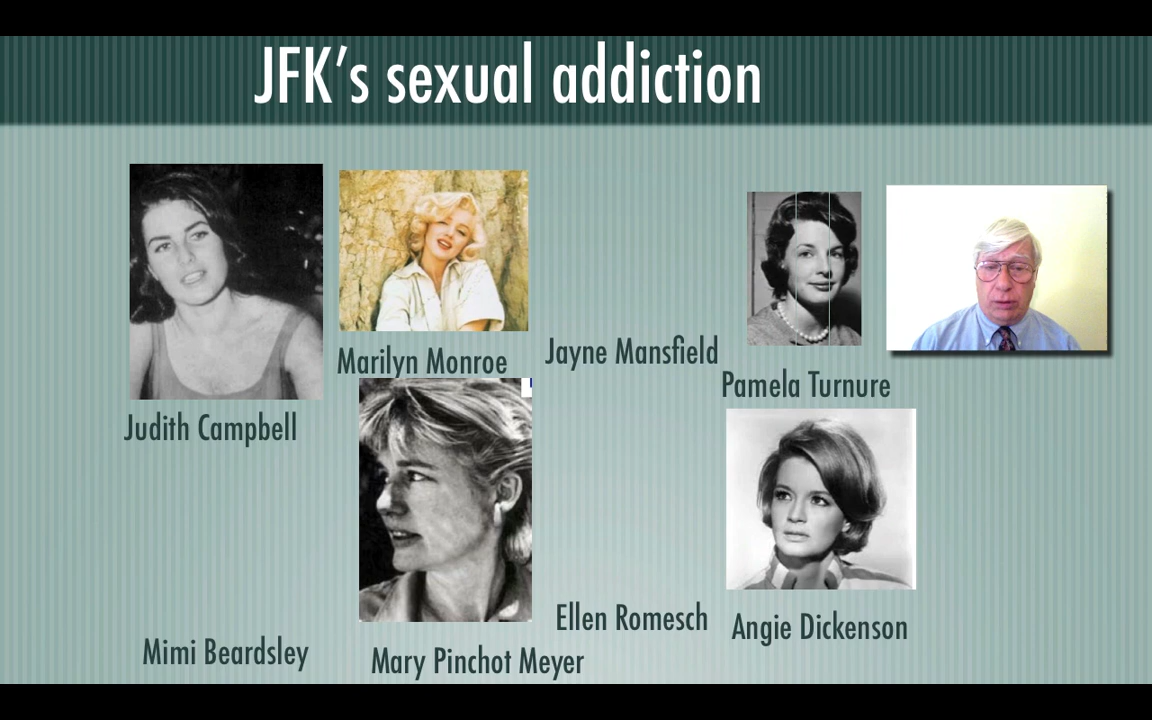 JFK's sexual addiction
Marilyn Monroe
Jayne Mansfield
Pamela Turnure
Judith Campbell
Ellen Romesch
Angie Dickenson
Mimi Beardsley
Mary Pinchot Meyer